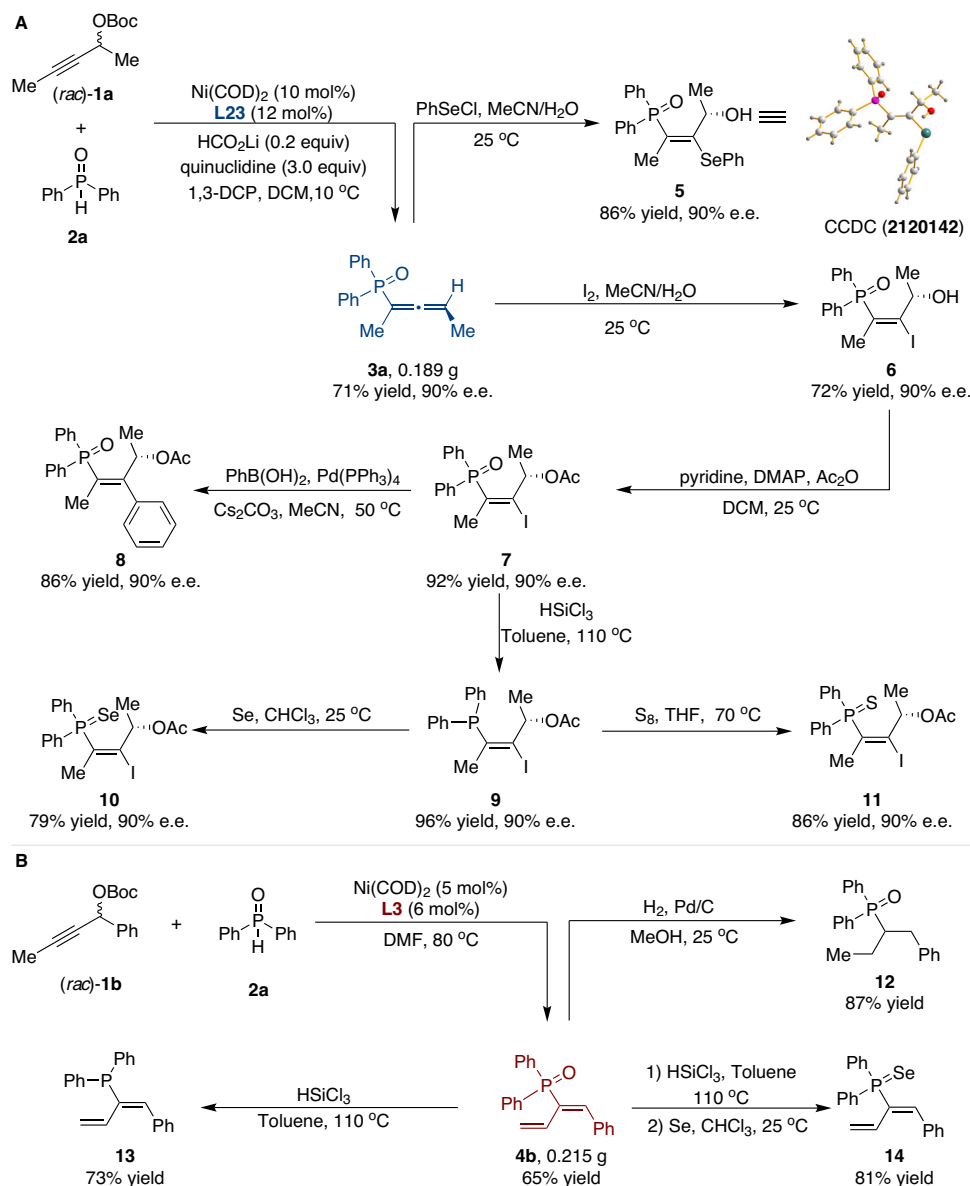 A
OBoc
Me
Me
(rac)-1a
+
O
Ph P Ph
H
2a
Ni(COD)2 (10 mol%)
L23 (12 mol%)
HCO2Li (0.2 equiv)
quinuclidine (3.0 equiv)
1,3-DCP, DCM,10 °C
PhSeCl, MeCN/H2O
25 °C
Ph O Me
Ph P OH
Me SePh
5
86% yield, 90% e.e.
CCDC (2120142)
Ph O
Ph P H
Me Me
3a, 0.189 g
71% yield, 90% e.e.
I2, MeCN/H2O
25 °C
Ph O Me
Ph P OH
Me I
6
72% yield, 90% e.e.
pyridine, DMAP, Ac2O
DCM, 25 °C
Ph O Me
Ph P OAc
Me I
7
92% yield, 90% e.e.
PhB(OH)2, Pd(PPh3)4
Cs2CO3, MeCN, 50 °C
Ph O Me
Ph P OAc
Me
8
86% yield, 90% e.e.
HSiCl3
Toluene, 110 °C
Ph Se Me
Ph P OAc
Me I
10
79% yield, 90% e.e.
Se, CHCl3, 25 °C
Ph Me
Ph P OAc
Me I
9
96% yield, 90% e.e.
S8, THF, 70 °C
Ph S Me
Ph P OAc
Me I
11
86% yield, 90% e.e.
B
OBoc
Ph
Me
(rac)-1b
+
O
Ph P Ph
H
2a
Ni(COD)2 (5 mol%)
L3 (6 mol%)
DMF, 80 °C
H2, Pd/C
MeOH, 25 °C
Ph O
Ph P
Me Ph
12
87% yield
Ph
Ph P
Ph
13
73% yield
HSiCl3
Toluene, 110 °C
Ph O
Ph P
Ph
4b, 0.215 g
65% yield
1) HSiCl3, Toluene
110 °C
2) Se, CHCl3, 25 °C
Ph Se
Ph P
Ph
14
81% yield